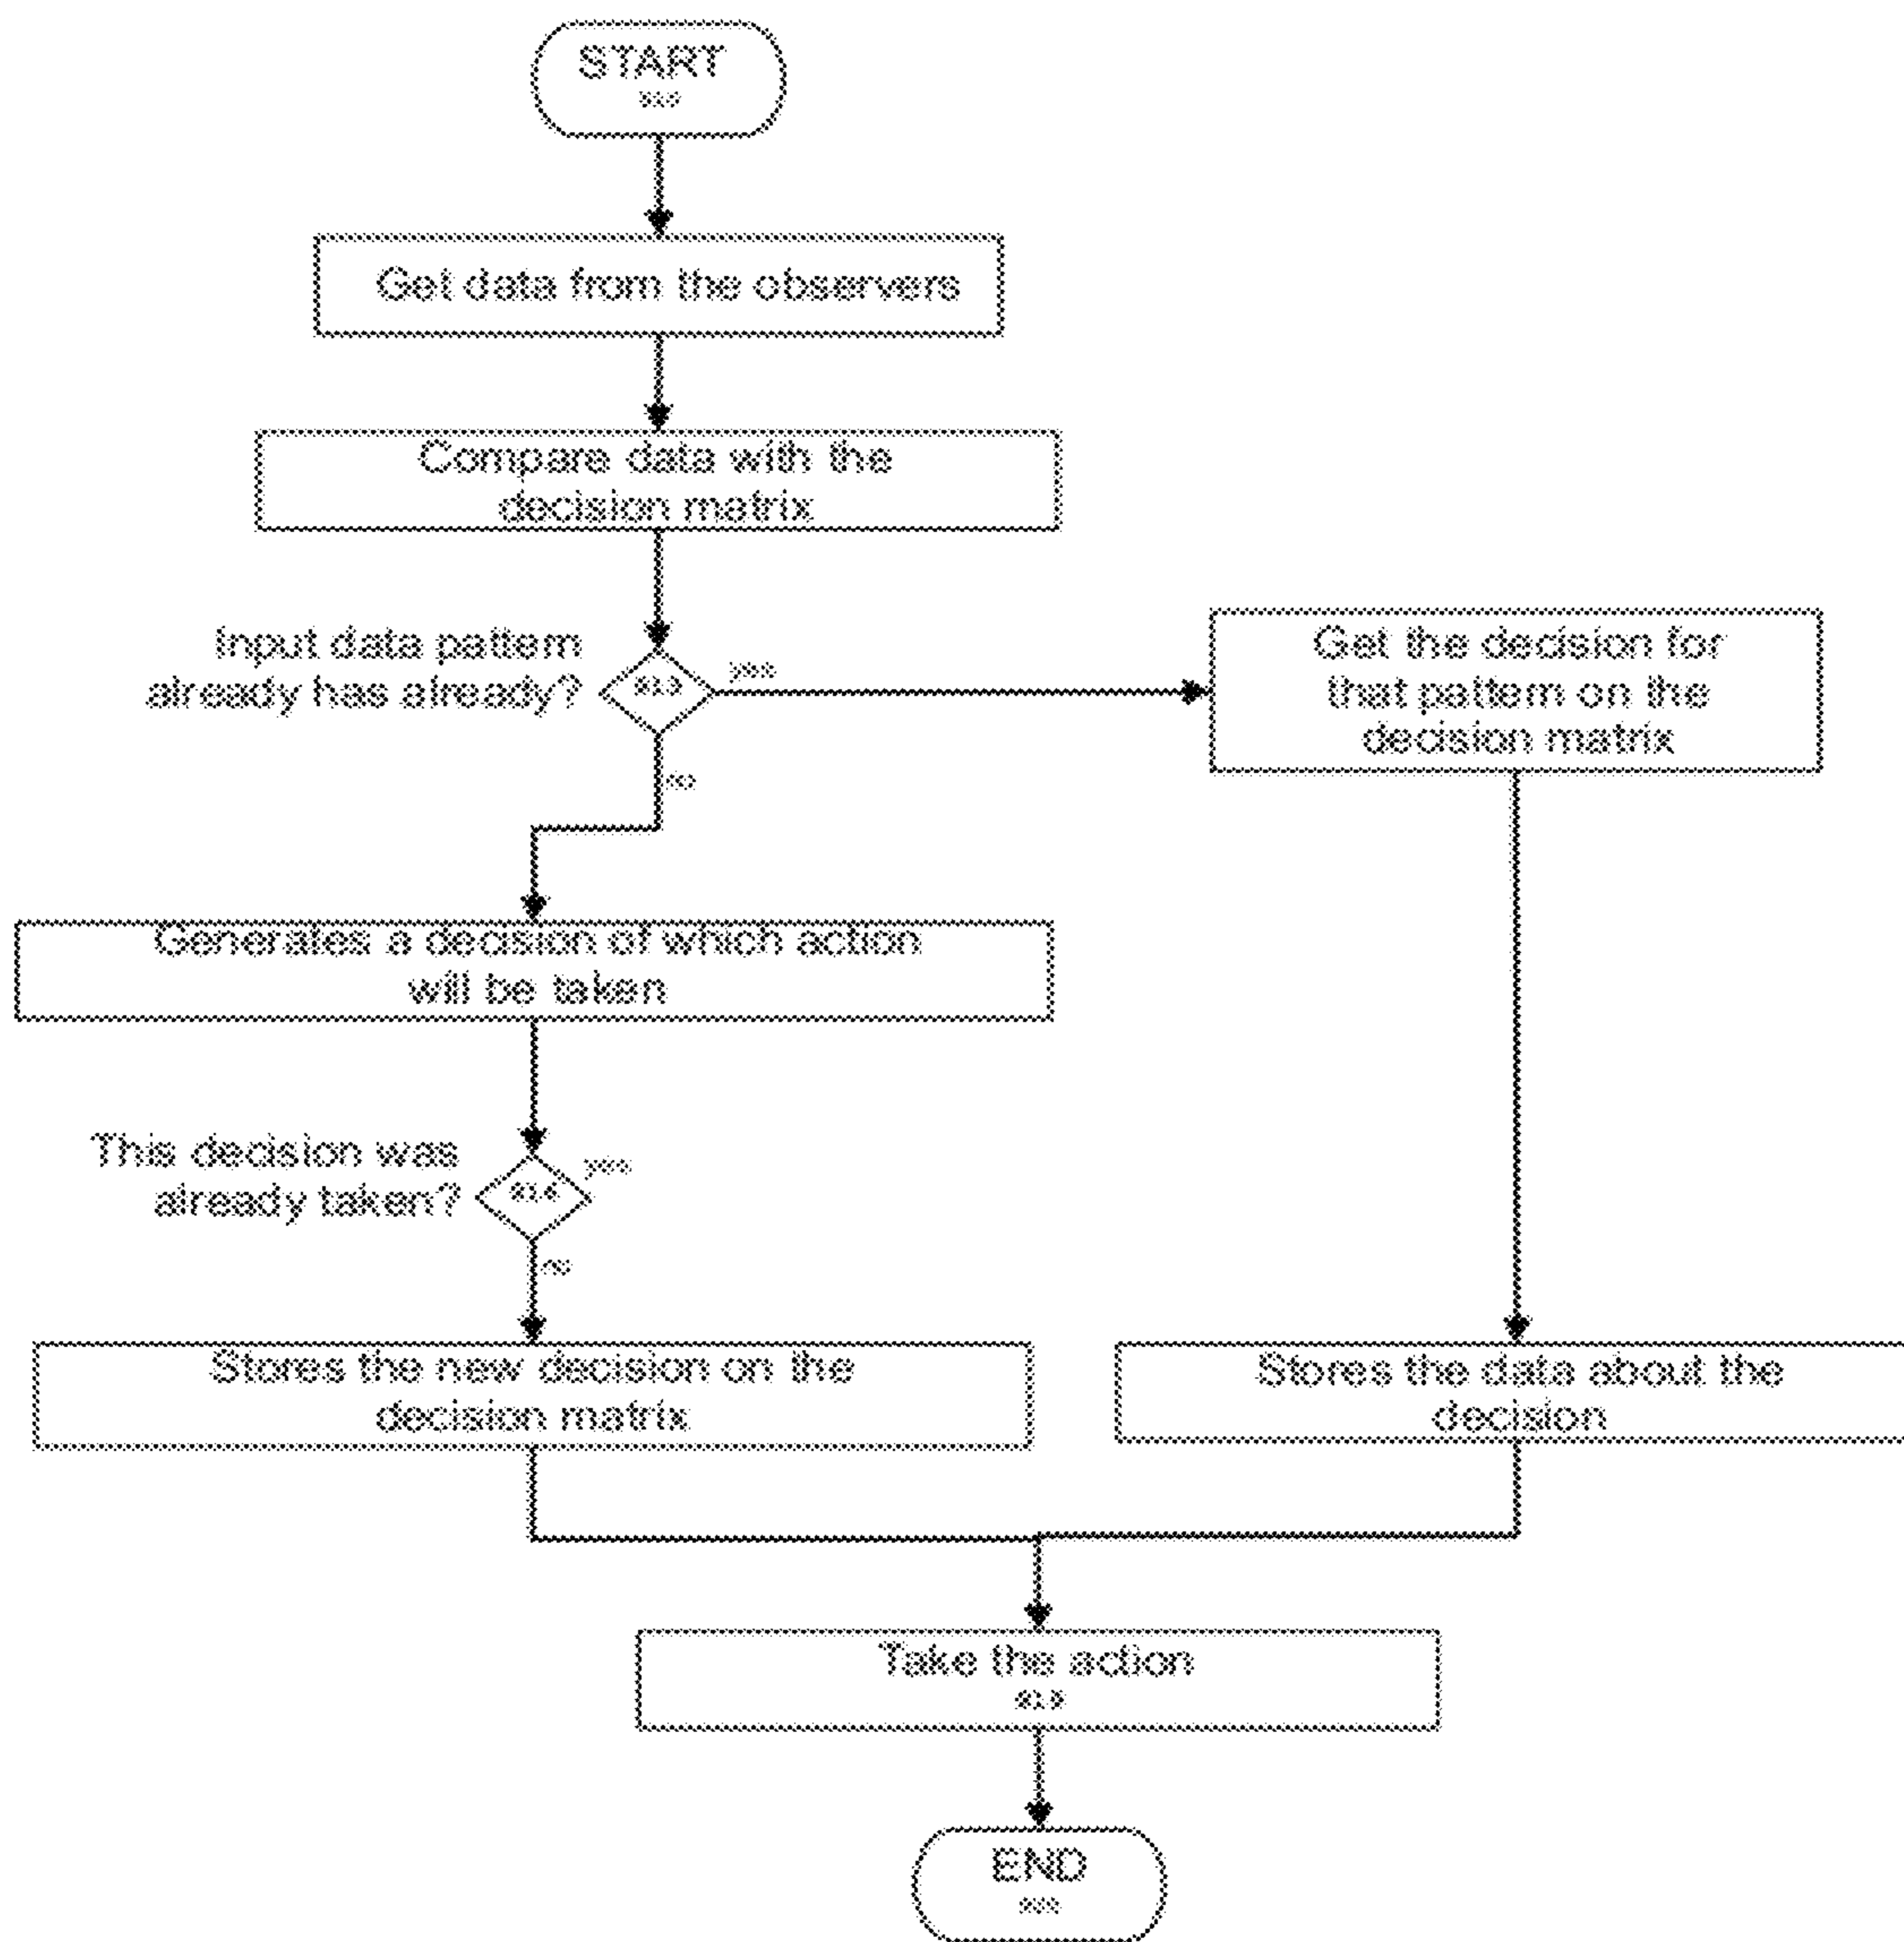 START
Get data from the observers
Compare data with the
decision matrix
Input data pattern
already has already?
813
yes
Get the decision for
that pattern on the
decision matrix
no
Generates a decision of which action
will be taken
This decision was
already taken?
yes
no
Stores the new decision on the
decision matrix
Stores the data about the
decision
Take the action
END